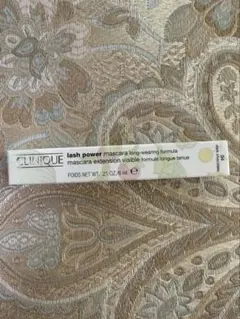 CLINIQUE
lash power mascara long-wearing formula
mascara extension visible formule longue tenue
POIDS NET WT. .21 OZ/6 ml ℮
04